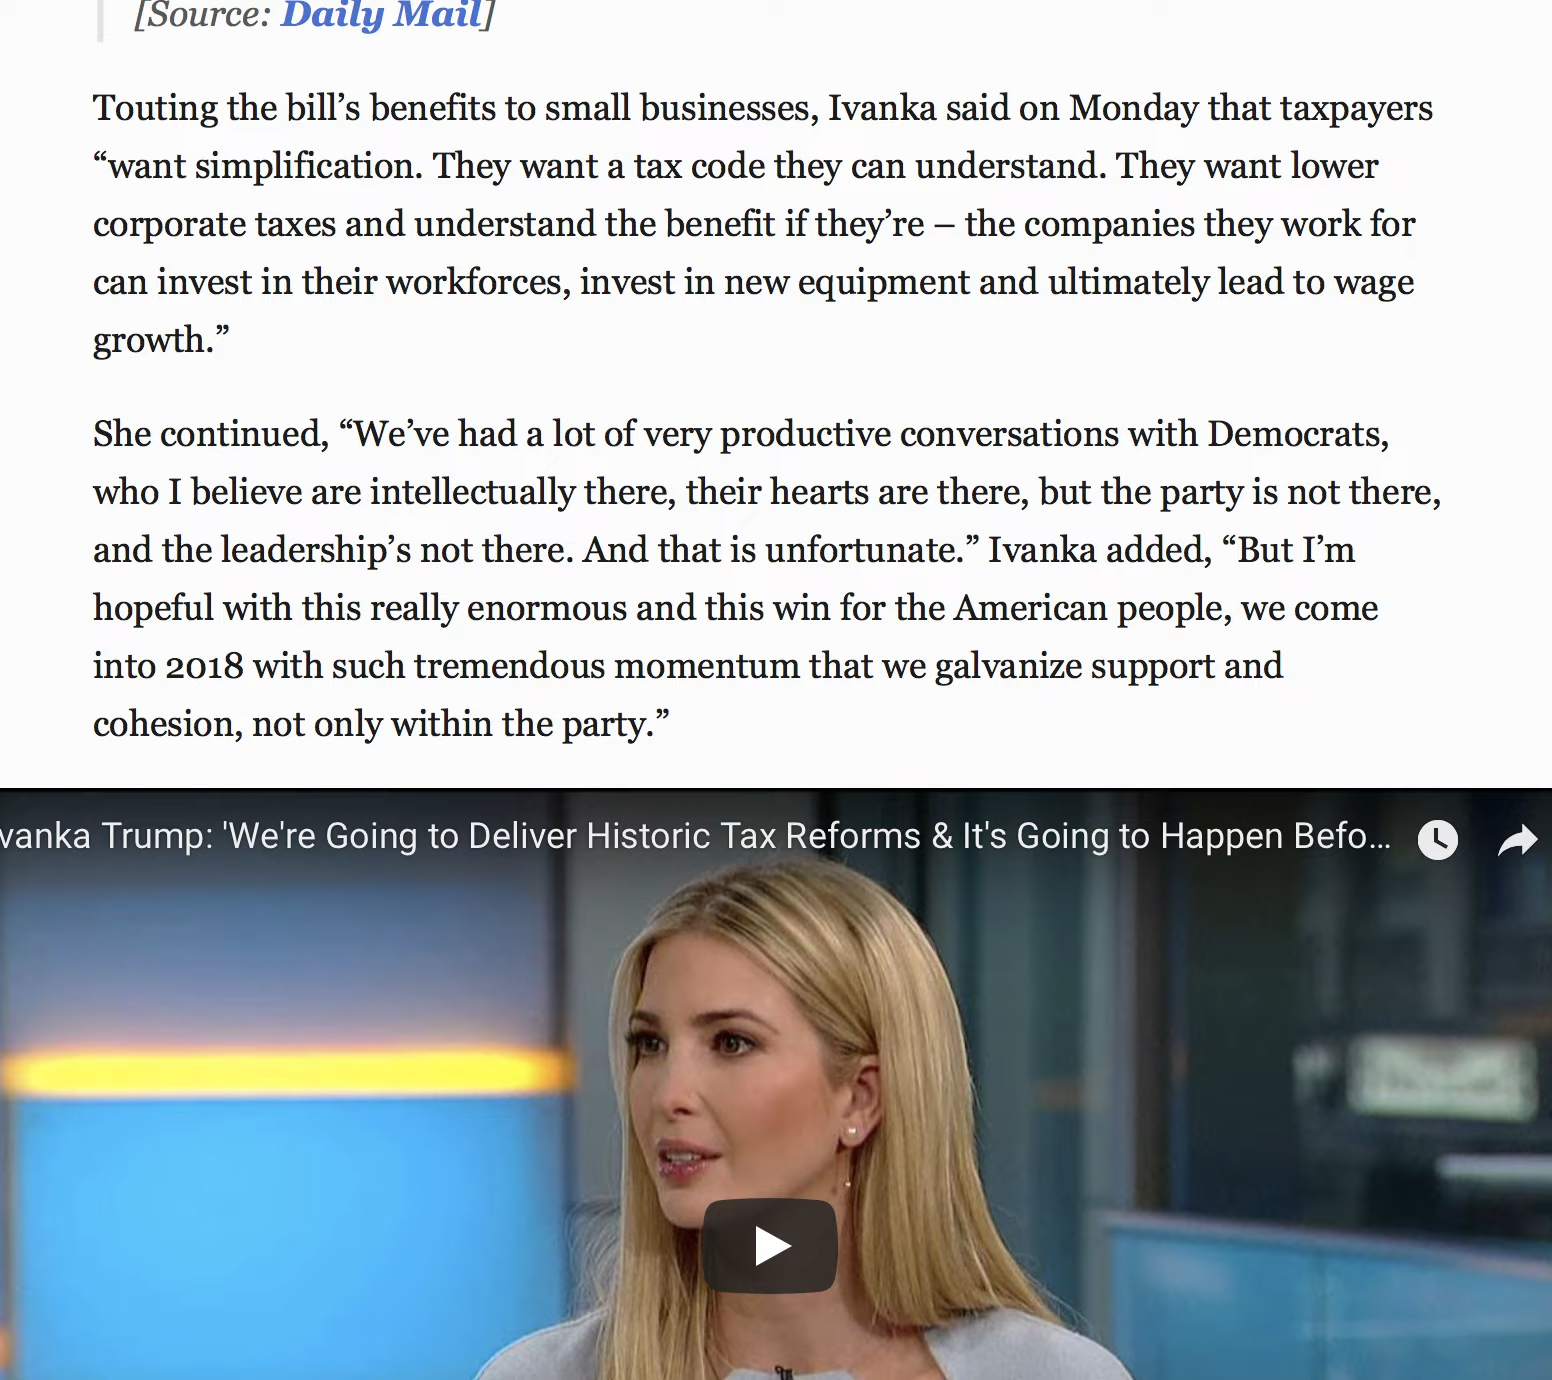 [Source: Daily Mail]
Touting the bill’s benefits to small businesses, Ivanka said on Monday that taxpayers
“want simplification. They want a tax code they can understand. They want lower
corporate taxes and understand the benefit if they’re – the companies they work for
can invest in their workforces, invest in new equipment and ultimately lead to wage
growth.”
She continued, “We’ve had a lot of very productive conversations with Democrats,
who I believe are intellectually there, their hearts are there, but the party is not there,
and the leadership’s not there. And that is unfortunate.” Ivanka added, “But I’m
hopeful with this really enormous and this win for the American people, we come
into 2018 with such tremendous momentum that we galvanize support and
cohesion, not only within the party.”
vanka Trump: 'We're Going to Deliver Historic Tax Reforms & It's Going to Happen Befo...